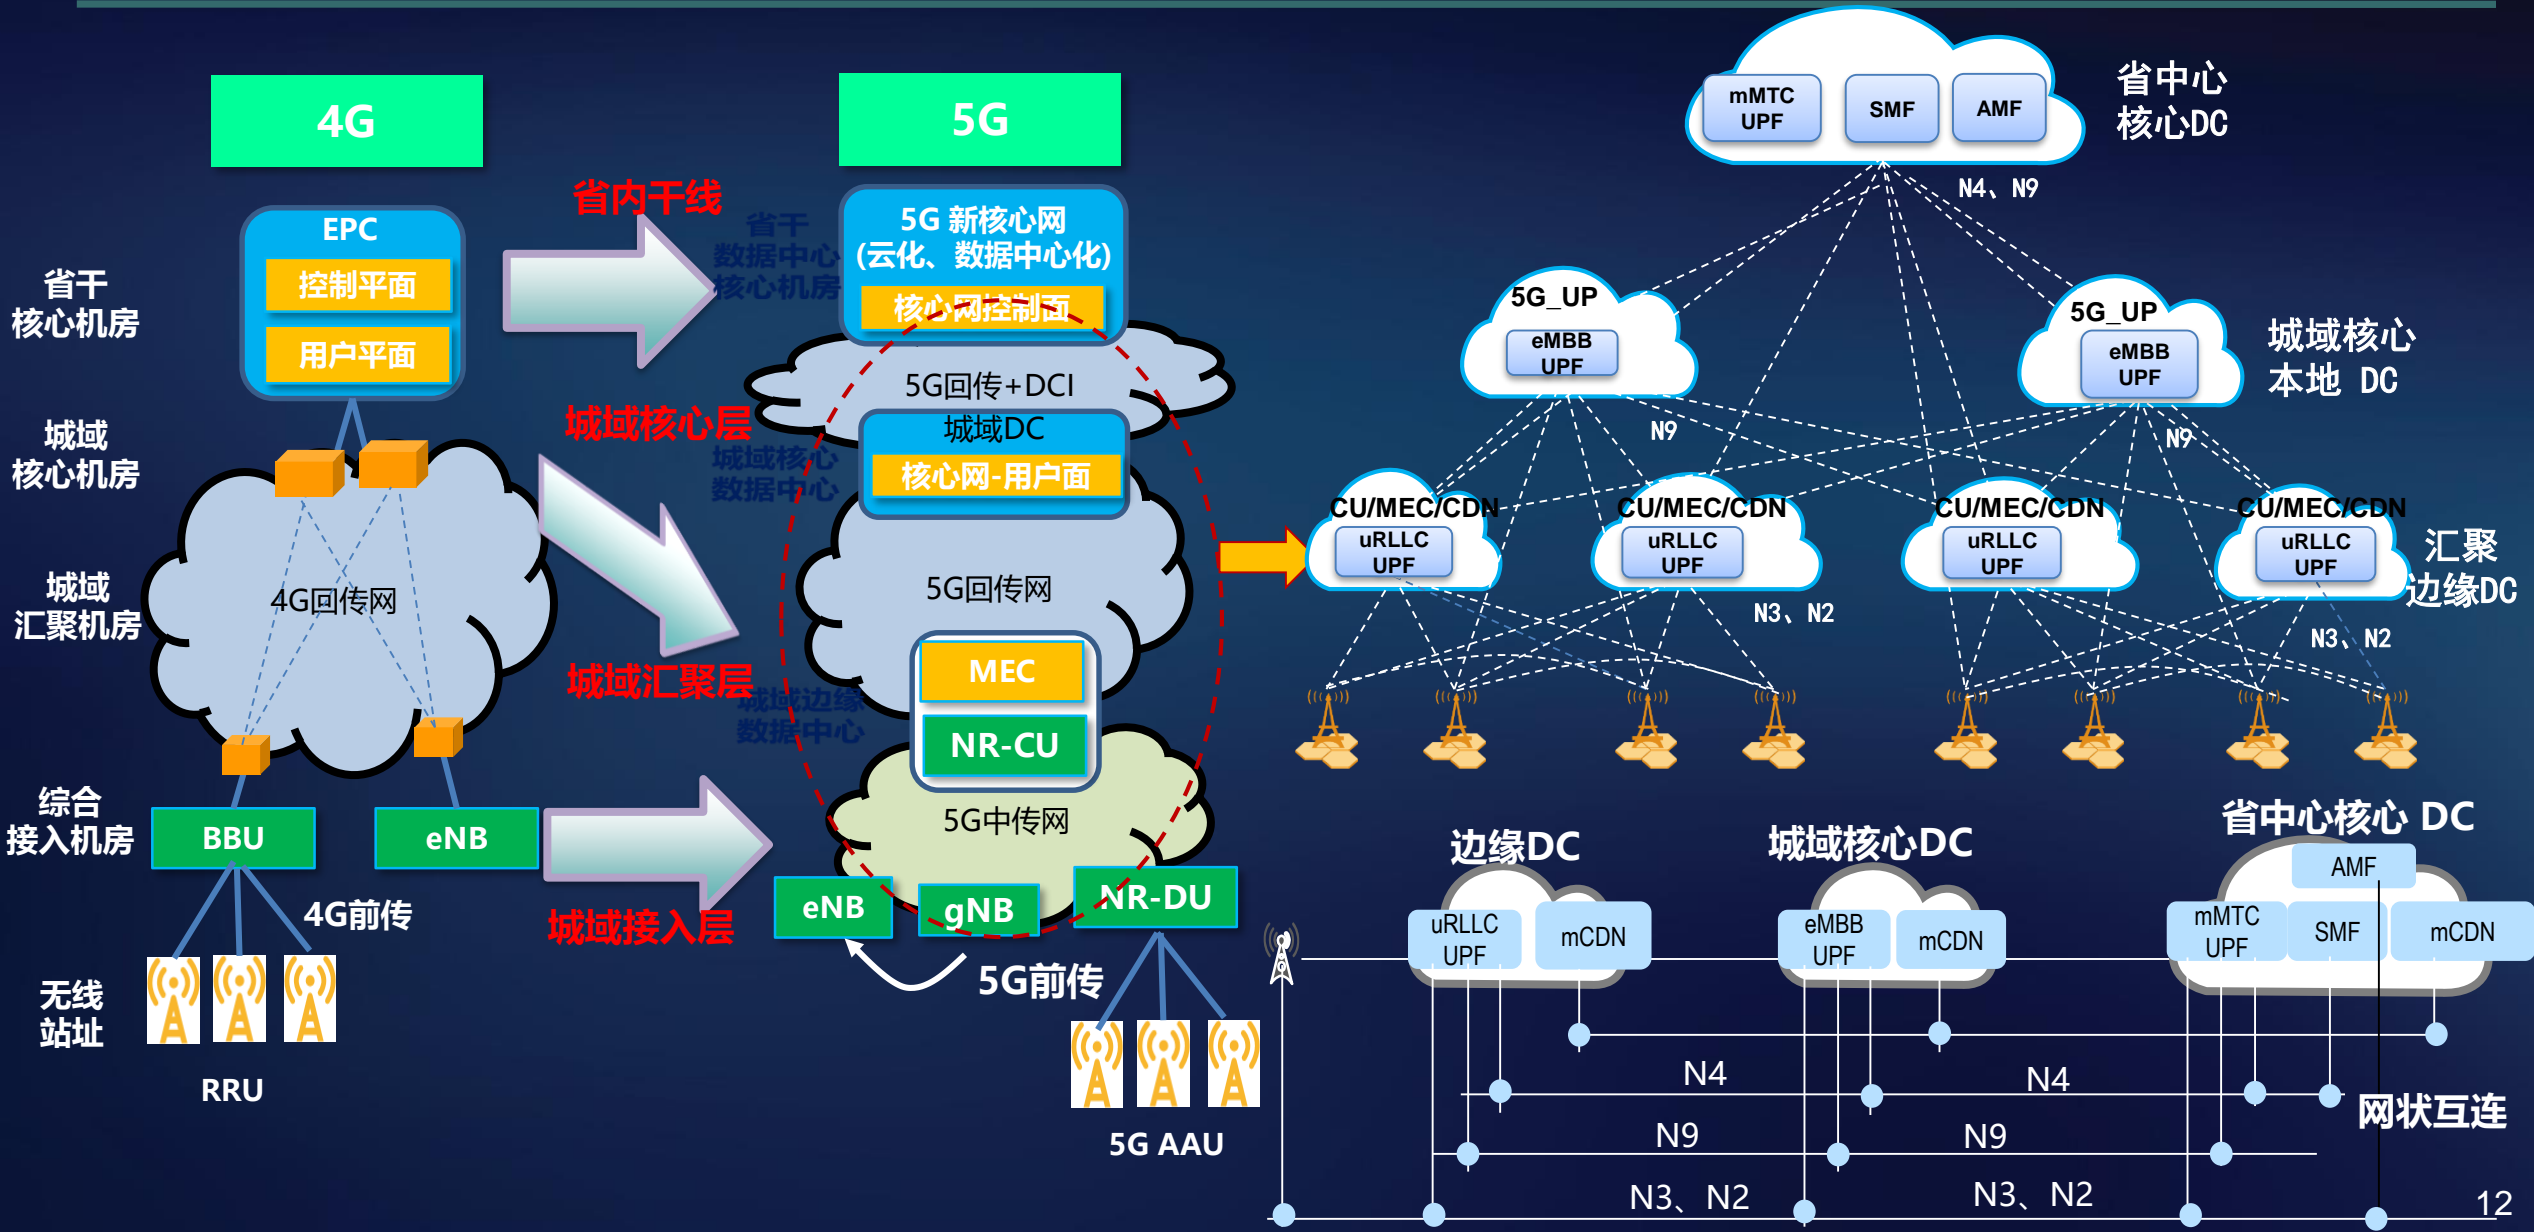 4G
5G
省干
核心机房
城域
核心机房
城域
汇聚机房
综合
接入机房
无线
站址
EPC
控制平面
用户平面
4G回传网
BBU
eNB
4G前传
RRU
省内干线
城域核心层
城域汇聚层
城域接入层
省干
数据中心
核心机房
城域核心
数据中心
城域边缘
数据中心
5G 新核心网
(云化、数据中心化)
核心网控制面
5G回传+DCI
城域DC
核心网-用户面
5G回传网
MEC
NR-CU
5G中传网
eNB
gNB
NR-DU
5G前传
5G AAU
mMTC
UPF
SMF
AMF
省中心
核心DC
N4、N9
5G_UP
eMBB
UPF
5G_UP
eMBB
UPF
城域核心
本地 DC
N9
N9
CU/MEC/CDN
uRLLC
UPF
CU/MEC/CDN
uRLLC
UPF
CU/MEC/CDN
uRLLC
UPF
CU/MEC/CDN
uRLLC
UPF
汇聚
边缘DC
N3、N2
N3、N2
边缘DC
城域核心DC
省中心核心 DC
uRLLC
UPF
mCDN
eMBB
UPF
mCDN
AMF
mMTC
UPF
SMF
mCDN
N4
N4
网状互连
N9
N9
N3、N2
N3、N2
12